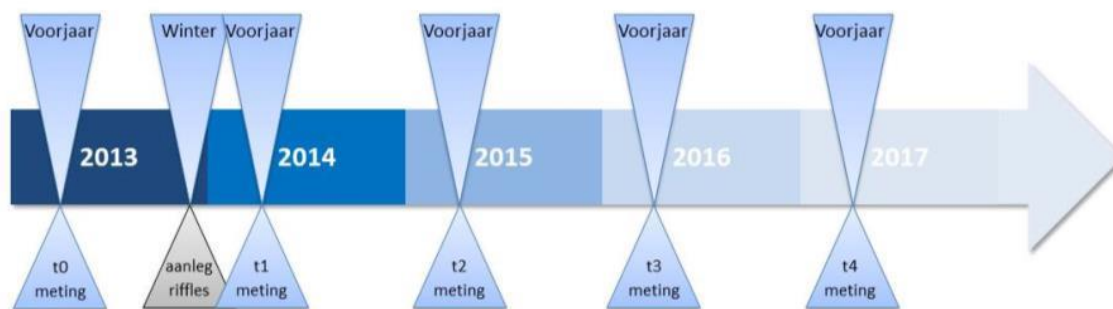 Voorjaar
Winter
Voorjaar
Voorjaar
Voorjaar
Voorjaar
2013
2014
2015
2016
2017
t0
meting
aanleg
riffles
t1
meting
t2
meting
t3
meting
t4
meting